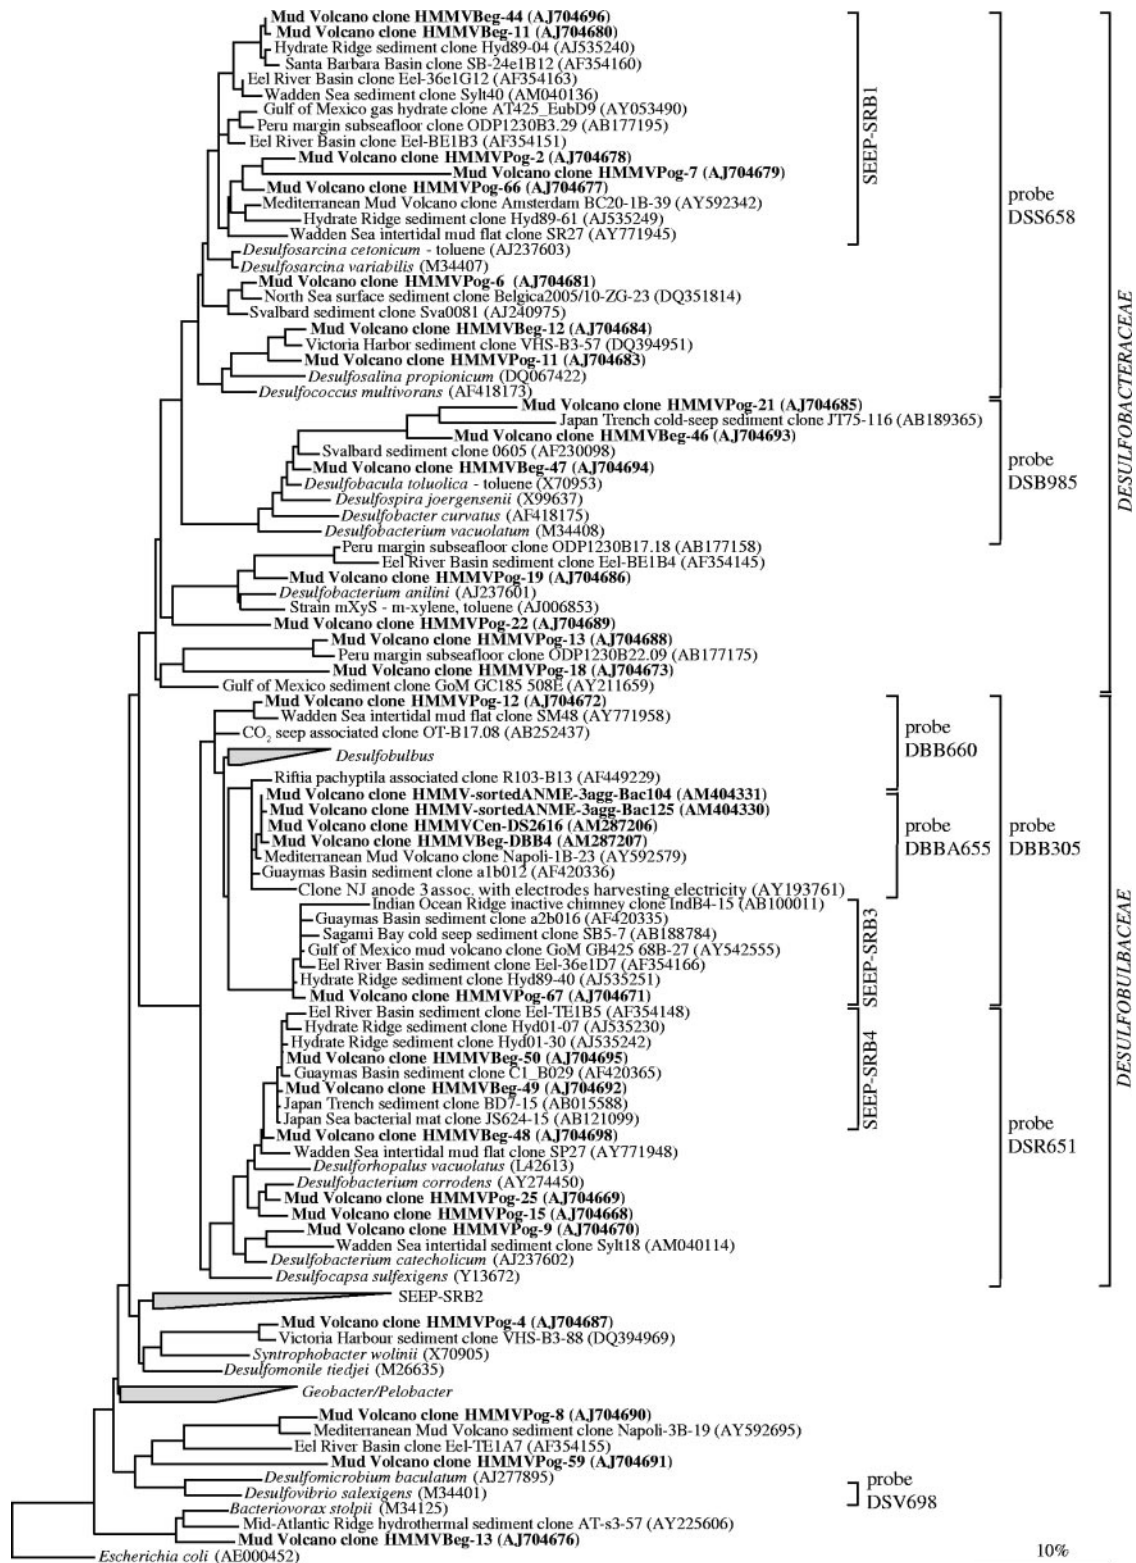 Mud Volcano clone HMMVBeg-44 (AJ704696)
Mud Volcano clone HMMVBeg-11 (AJ704680)
Hydrate Ridge sediment clone Hyd89-04 (AJ535240)
Santa Barbara Basin clone SB-24e1B12 (AF354160)
Eel River Basin clone Eel-36e1G12 (AF354163)
Wadden Sea sediment clone Sylt40 (AM040136)
Gulf of Mexico gas hydrate clone AT425_EubD9 (AY053490)
Peru margin subseafloor clone ODP1230B3.29 (AB177195)
Eel River Basin clone Eel-BE1B3 (AF354151)
Mud Volcano clone HMMVPog-2 (AJ704678)
Mud Volcano clone HMMVPog-7 (AJ704679)
Mud Volcano clone HMMVPog-66 (AJ704677)
Mediterranean Mud Volcano clone Amsterdam BC20-1B-39 (AY592342)
Hydrate Ridge sediment clone Hyd89-61 (AJ535249)
Wadden Sea intertidal mud flat clone SR27 (AY771945)
SEEP-SRB1
Desulfosarcina cetonicum - toluene (AJ237603)
Desulfosarcina variabilis (M34407)
Mud Volcano clone HMMVPog-6 (AJ704681)
North Sea surface sediment clone Belgica2005/10-ZG-23 (DQ351814)
Svalbard sediment clone Sva0081 (AJ240975)
Mud Volcano clone HMMVBeg-12 (AJ704684)
Victoria Harbor sediment clone VHS-B3-57 (DQ394951)
Mud Volcano clone HMMVPog-11 (AJ704683)
Desulfosalina propionicum (DQ067422)
Desulfococcus multivorans (AF418173)
probe
DSS658
Mud Volcano clone HMMVPog-21 (AJ704685)
Japan Trench cold-seep sediment clone JT75-116 (AB189365)
Mud Volcano clone HMMVBeg-46 (AJ704693)
Svalbard sediment clone 0605 (AF230098)
Mud Volcano clone HMMVBeg-47 (AJ704694)
Desulfobacula toluolica - toluene (X70953)
Desulfospira joergensenii (X99637)
Desulfobacter curvatus (AF418175)
Desulfobacterium vacuolatum (M34408)
probe
DSB985
Peru margin subseafloor clone ODP1230B17.18 (AB177158)
Eel River Basin sediment clone Eel-BE1B4 (AF354145)
Mud Volcano clone HMMVPog-19 (AJ704686)
Desulfobacterium anilini (AJ237601)
Strain mXyS - m-xylene, toluene (AJ006853)
Mud Volcano clone HMMVPog-22 (AJ704689)
Mud Volcano clone HMMVPog-13 (AJ704688)
Peru margin subseafloor clone ODP1230B22.09 (AB177175)
Mud Volcano clone HMMVPog-18 (AJ704673)
Gulf of Mexico sediment clone GoM GC185 508E (AY211659)
DESULFOBACTERACEAE
Mud Volcano clone HMMVPog-12 (AJ704672)
Wadden Sea intertidal mud flat clone SM48 (AY771958)
CO2 seep associated clone OT-B17.08 (AB252437)
Desulfobulbus
Riftia pachyptila associated clone R103-B13 (AF449229)
probe
DBB660
Mud Volcano clone HMMV-sortedANME-3agg-Bac104 (AM404331)
Mud Volcano clone HMMV-sortedANME-3agg-Bac125 (AM404330)
Mud Volcano clone HMMVCen-DS2616 (AM287206)
Mud Volcano clone HMMVBeg-DBB4 (AM287207)
Mediterranean Mud Volcano clone Napoli-1B-23 (AY592579)
Guaymas Basin sediment clone a1b012 (AF420336)
Clone NJ anode 3 assoc. with electrodes harvesting electricity (AY193761)
probe
DBBA655
Indian Ocean Ridge inactive chimney clone IndB4-15 (AB100011)
Guaymas Basin sediment clone a2b016 (AF420335)
Sagami Bay cold seep sediment clone SB5-7 (AB188784)
Gulf of Mexico mud volcano clone GoM GB425 68B-27 (AY542555)
Eel River Basin sediment clone Eel-36e1D7 (AF354166)
Hydrate Ridge sediment clone Hyd89-40 (AJ535251)
Mud Volcano clone HMMVPog-67 (AJ704671)
SEEP-SRB3
probe
DBB305
Eel River Basin sediment clone Eel-TE1B5 (AF354148)
Hydrate Ridge sediment clone Hyd01-07 (AJ535230)
Hydrate Ridge sediment clone Hyd01-30 (AJ535242)
Mud Volcano clone HMMVBeg-50 (AJ704695)
Guaymas Basin sediment clone C1_B029 (AF420365)
Mud Volcano clone HMMVBeg-49 (AJ704692)
Japan Trench sediment clone BD7-15 (AB015588)
Japan Sea bacterial mat clone JS624-15 (AB121099)
SEEP-SRB4
Mud Volcano clone HMMVBeg-48 (AJ704698)
Wadden Sea intertidal mud flat clone SP27 (AY771948)
Desulforhopalus vacuolatus (L42613)
Desulfobacterium corrodens (AY274450)
Mud Volcano clone HMMVPog-25 (AJ704669)
Mud Volcano clone HMMVPog-15 (AJ704668)
Mud Volcano clone HMMVPog-9 (AJ704670)
Wadden Sea intertidal sediment clone Sylt18 (AM040114)
Desulfobacterium catecholicum (AJ237602)
Desulfocapsa sulfexigens (Y13672)
probe
DSR651
DESULFOBULBACEAE
SEEP-SRB2
Mud Volcano clone HMMVPog-4 (AJ704687)
Victoria Harbour sediment clone VHS-B3-88 (DQ394969)
Syntrophobacter wolinii (X70905)
Desulfomonile tiedjei (M26635)
Geobacter/Pelobacter
Mud Volcano clone HMMVPog-8 (AJ704690)
Mediterranean Mud Volcano sediment clone Napoli-3B-19 (AY592695)
Eel River Basin clone Eel-TE1A7 (AF354155)
Mud Volcano clone HMMVPog-59 (AJ704691)
Desulfomicrobium baculatum (AJ277895)
Desulfovibrio salexigens (M34401)
probe
DSV698
Bacteriovorax stolpii (M34125)
Mid-Atlantic Ridge hydrothermal sediment clone AT-s3-57 (AY225606)
Mud Volcano clone HMMVBeg-13 (AJ704676)
Escherichia coli (AE000452)
10%